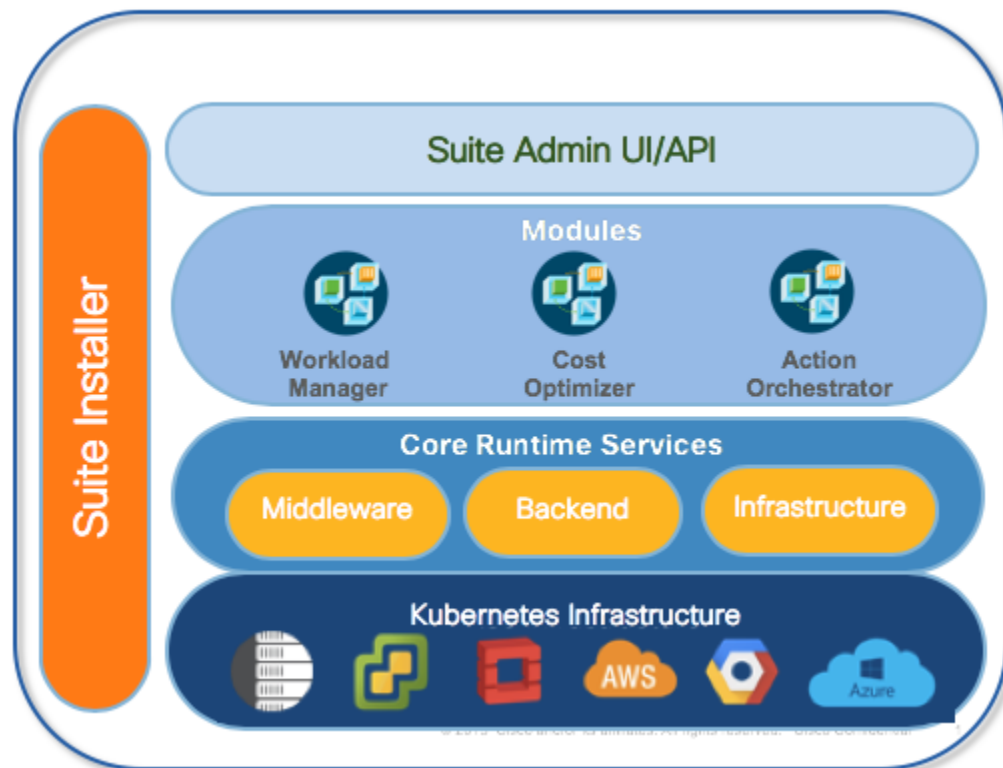 Suite Installer
Suite Admin UI/API
Modules
Workload
Manager
Cost
Optimizer
Action
Orchestrator
Core Runtime Services
Middleware
Backend
Infrastructure
Kubernetes Infrastructure
AWS
Azure